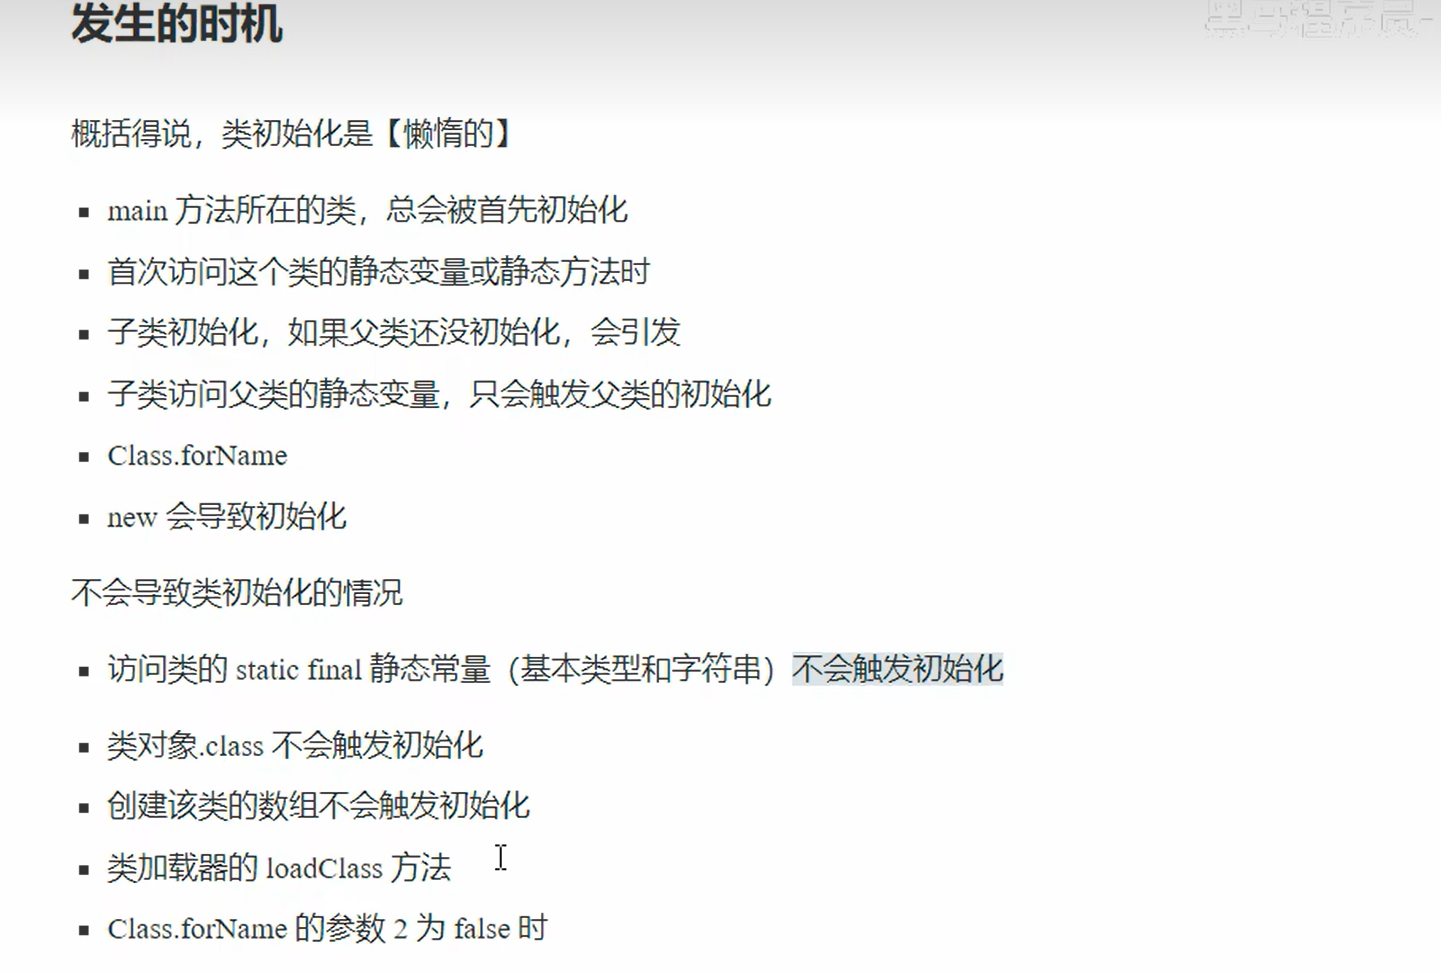 发生的时机
黑马程序员-
概括得说，类初始化是【懒惰的】
main 方法所在的类，总会被首先初始化
首次访问这个类的静态变量或静态方法时
子类初始化，如果父类还没初始化，会引发
子类访问父类的静态变量，只会触发父类的初始化
Class.forName
new 会导致初始化
不会导致类初始化的情况
访问类的 static final 静态常量（基本类型和字符串）不会触发初始化
类对象.class 不会触发初始化
创建该类的数组不会触发初始化
类加载器的 loadClass 方法
Class.forName 的参数 2 为 false 时